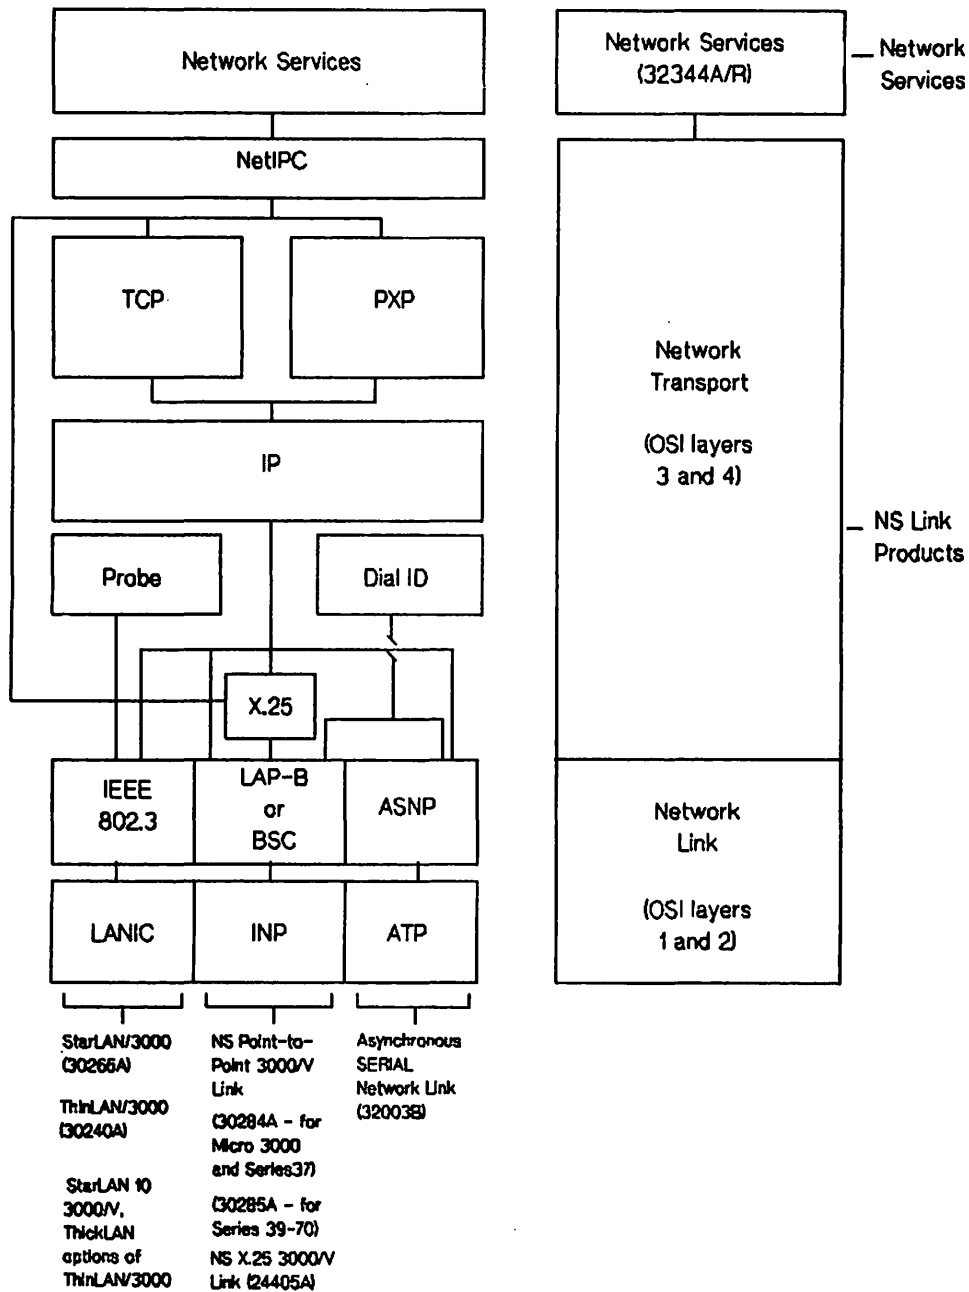 Network Services
NetIPC
TCP
PXP
IP
Probe
Dial ID
X.25
IEEE
802.3
LAP-B
or
BSC
ASNP
LANIC
INP
ATP
StarLAN/3000
(30265A)
ThinLAN/3000
(30240A)
StarLAN 10
3000/V,
ThickLAN
options of
ThinLAN/3000
NS Point-to-
Point 3000/V
Link
(30284A - for
Micro 3000
and Series37)
(30285A - for
Series 39-70)
NS X.25 3000/V
Link (24405A)
Asynchronous
SERIAL
Network Link
(32003B)
Network Services
(32344A/R)
Network
Services
Network
Transport
(OSI layers
3 and 4)
NS Link
Products
Network
Link
(OSI layers
1 and 2)